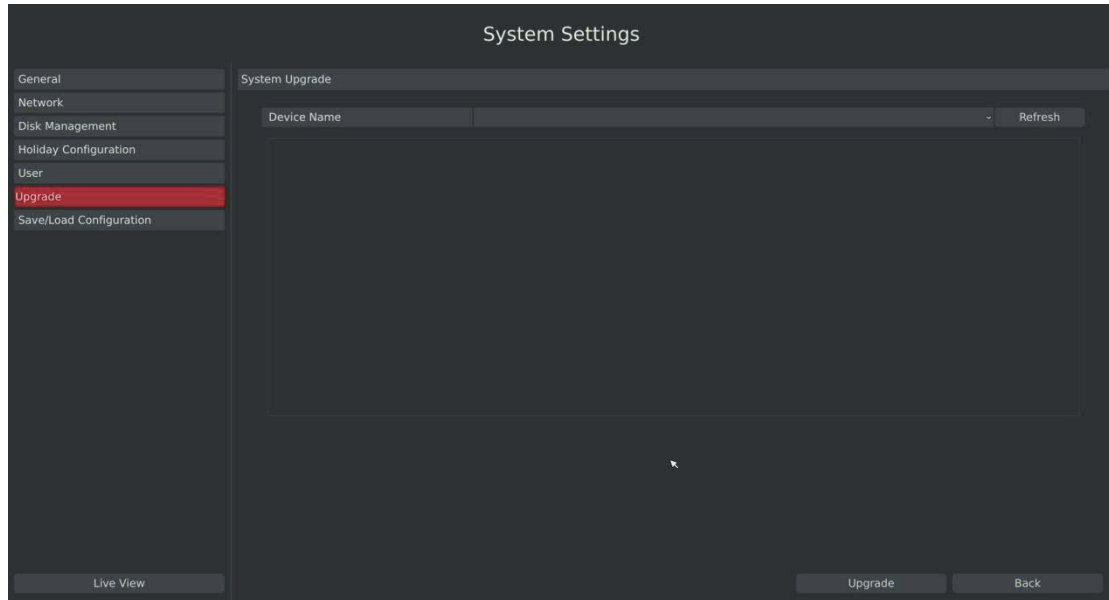 System Settings
General
Network
Disk Management
Holiday Configuration
User
Upgrade
Save/Load Configuration
Live View
System Upgrade
Device Name
Refresh
Upgrade
Back